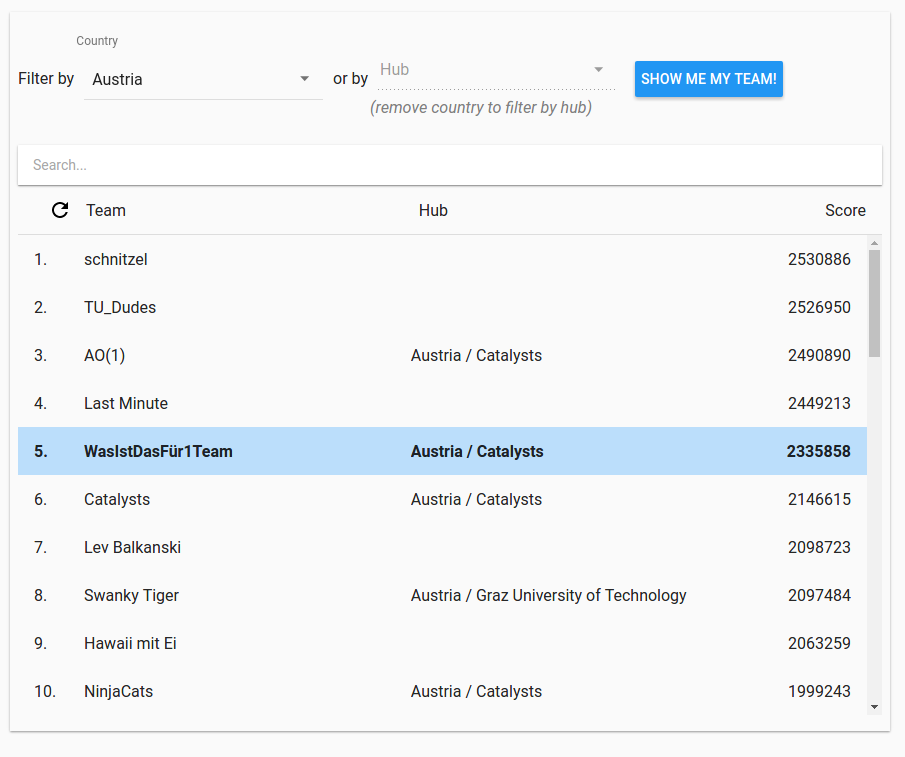 Country
Filter by Austria or by Hub SHOW ME MY TEAM!
(remove country to filter by hub)
Search...
Team Hub Score
1. schnitzel 2530886
2. TU_Dudes 2526950
3. AO(1) Austria / Catalysts 2490890
4. Last Minute 2449213
5. WasIstDasFür1Team Austria / Catalysts 2335858
6. Catalysts Austria / Catalysts 2146615
7. Lev Balkanski 2098723
8. Swanky Tiger Austria / Graz University of Technology 2097484
9. Hawaii mit Ei 2063259
10. NinjaCats Austria / Catalysts 1999243